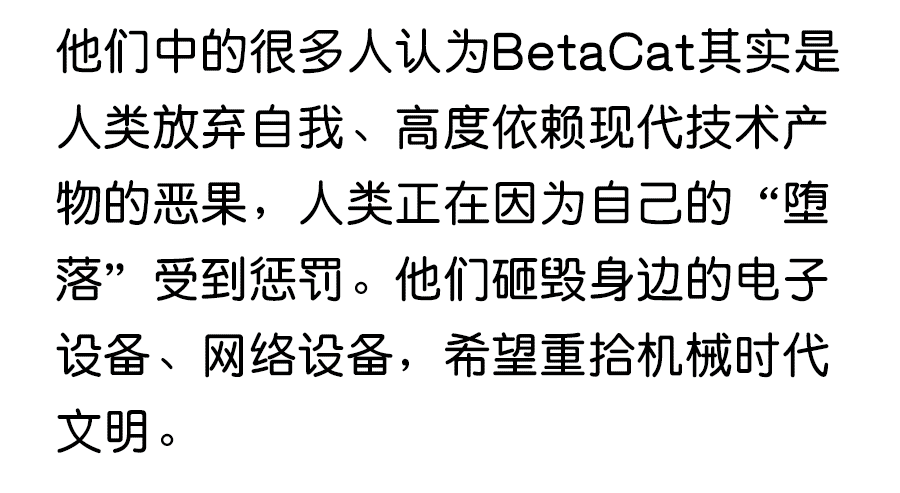 他们中的很多人认为BetaCat其实是
人类放弃自我、高度依赖现代技术产
物的恶果，人类正在因为自己的“堕
落”受到惩罚。他们砸毁身边的电子
设备、网络设备，希望重拾机械时代
文明。